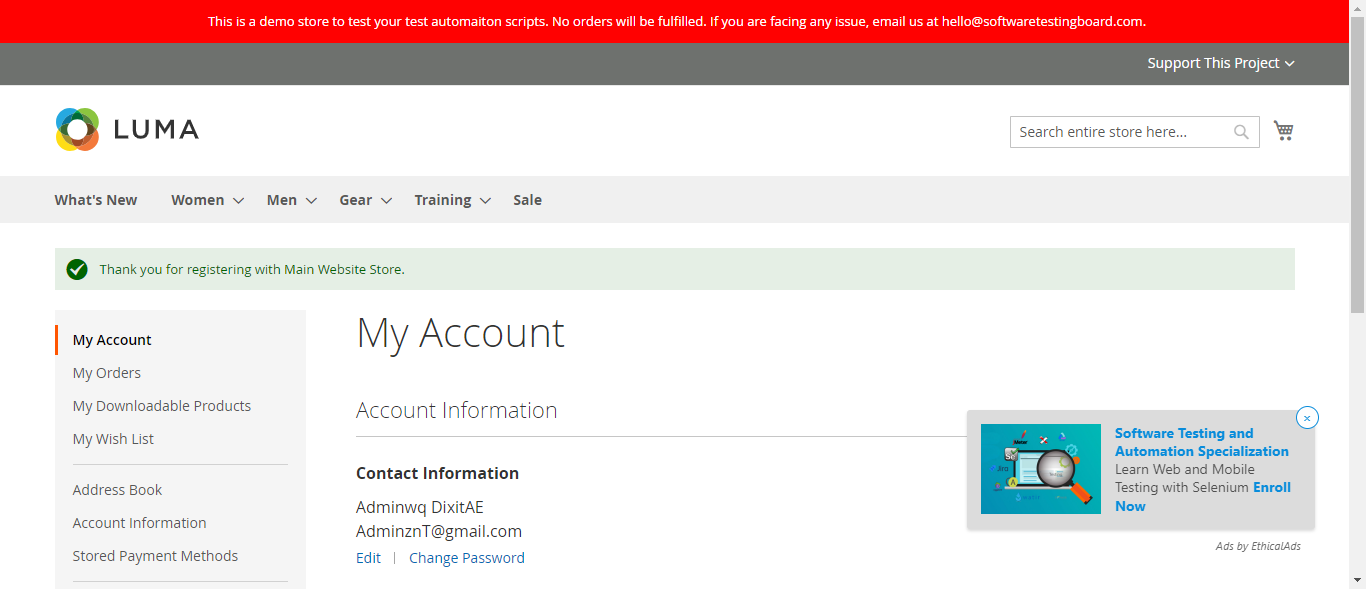 This is a demo store to test your test automaiton scripts. No orders will be fulfilled. If you are facing any issue, email us at hello@softwaretestingboard.com.
Support This Project
LUMA
Search entire store here...
What's New Women Men Gear Training Sale
Thank you for registering with Main Website Store.
My Account
My Orders
My Downloadable Products
My Wish List
Address Book
Account Information
Stored Payment Methods
My Account
Account Information
Contact Information
Adminwq DixitAE
AdminznT@gmail.com
Edit | Change Password
Software Testing and
Automation Specialization
Learn Web and Mobile
Testing with Selenium Enroll
Now
Ads by EthicalAds